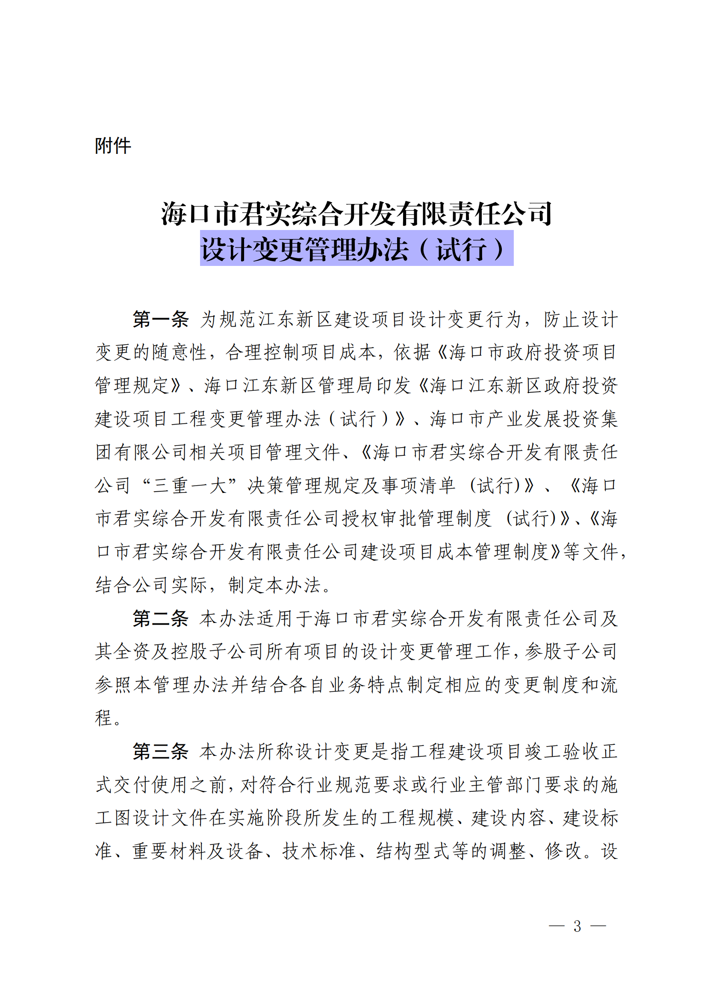 附件
海口市君实综合开发有限责任公司
设计变更管理办法（试行）
第一条 为规范江东新区建设项目设计变更行为，防止设计
变更的随意性，合理控制项目成本，依据《海口市政府投资项目
管理规定》、海口江东新区管理局印发《海口江东新区政府投资
建设项目工程变更管理办法（试行）》、海口市产业发展投资集
团有限公司相关项目管理文件、《海口市君实综合开发有限责任
公司“三重一大”决策管理规定及事项清单 (试行)》、《海口
市君实综合开发有限责任公司授权审批管理制度 (试行)》、《海
口市君实综合开发有限责任公司建设项目成本管理制度》等文件，
结合公司实际，制定本办法。
第二条 本办法适用于海口市君实综合开发有限责任公司及
其全资及控股子公司所有项目的设计变更管理工作，参股子公司
参照本管理办法并结合各自业务特点制定相应的变更制度和流
程。
第三条 本办法所称设计变更是指工程建设项目竣工验收正
式交付使用之前，对符合行业规范要求或行业主管部门要求的施
工图设计文件在实施阶段所发生的工程规模、建设内容、建设标
准、重要材料及设备、技术标准、结构型式等的调整、修改。设
— 3 —